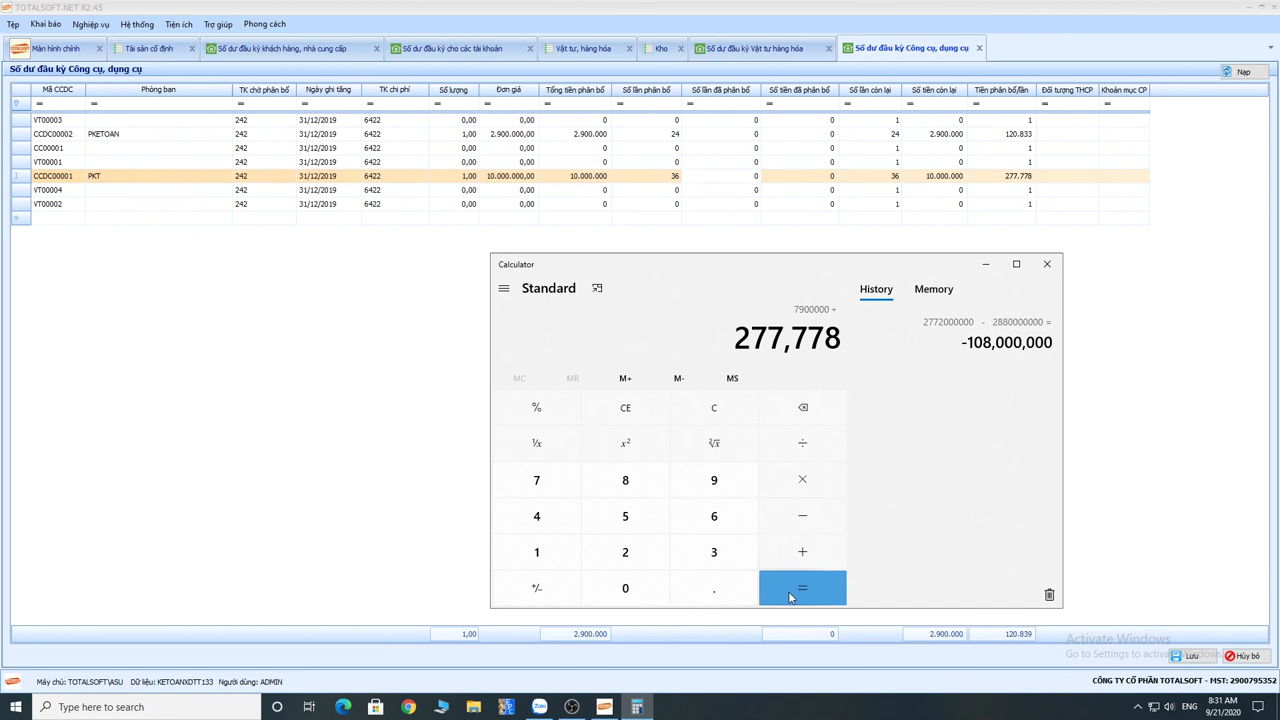 TOTALSOFT.NET R2.45
Tệp Khai báo Nghiệp vụ Hệ thống Tiện ích Trợ giúp Phong cách
Màn hình chính Tài sản cố định Số dư đầu kỳ khách hàng, nhà cung cấp Số dư đầu kỳ cho các tài khoản Vật tư, hàng hóa Kho Số dư đầu kỳ Vật tư hàng hóa Số dư đầu kỳ Công cụ, dụng cụ
Số dư đầu kỳ Công cụ, dụng cụ Nạp
Mã CCDC Phòng ban TK chờ phân bổ Ngày ghi tăng TK chi phí Số lượng Đơn giá Tổng tiền phân bổ Số lần phân bổ Số lần đã phân bổ Số tiền đã phân bổ Số lần còn lại Số tiền còn lại Tiền phân bổ/lần Đối tượng THCP Khoản mục CP
= = = = = = = = = = = = = = = =
VT00003 242 31/12/2019 6422 0,00 0,00 0 0 0 0 1 0 1
CCDC00002 PKETOAN 242 31/12/2019 6422 1,00 2.900.000,00 2.900.000 24 0 0 24 2.900.000 120.833
CC00001 242 31/12/2019 6422 0,00 0,00 0 0 0 0 1 0 1
VT00001 242 31/12/2019 6422 0,00 0,00 0 0 0 0 1 0 1
CCDC00001 PKT 242 31/12/2019 6422 1,00 10.000.000,00 10.000.000 36 0 0 36 10.000.000 277.778
VT00004 242 31/12/2019 6422 0,00 0,00 0 0 0 0 1 0 1
VT00002 242 31/12/2019 6422 0,00 0,00 0 0 0 0 1 0 1
Calculator
Standard History Memory
7900000 ÷
277,778
2772000000 - 2880000000 =
-108,000,000
MC MR M+ M- MS
% CE C
¹/x x² ²√x ÷
7 8 9 ×
4 5 6 −
1 2 3 +
+/- 0 . =
1,00 2.900.000 0 2.900.000 120.839
Activate Windows
Go to Settings to activate Windows.
Lưu Hủy bỏ
Máy chủ: TOTALSOFT\ASU Dữ liệu: KETOANXDTT133 Người dùng: ADMIN CÔNG TY CỔ PHẦN TOTALSOFT - MST: 2900795352
Type here to search ENG 8:31 AM
9/21/2020